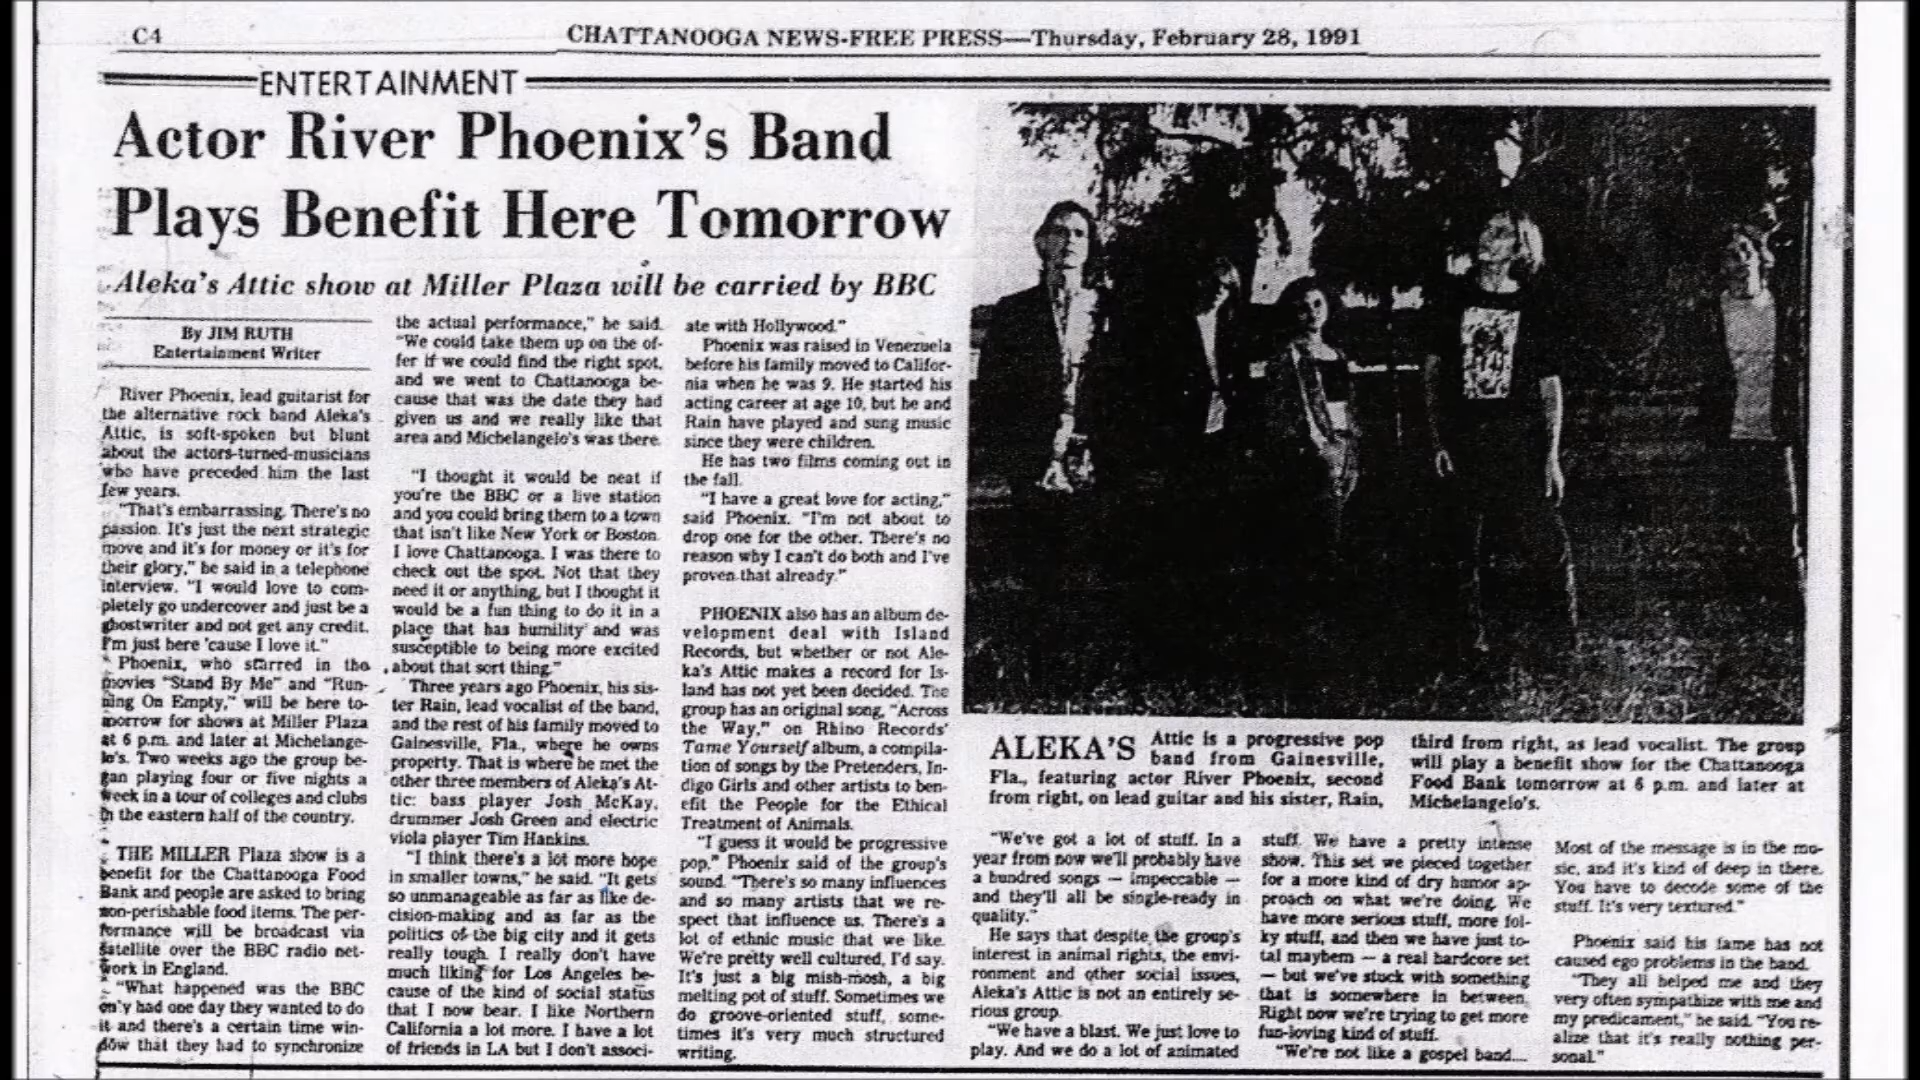 C4
CHATTANOOGA NEWS-FREE PRESS—Thursday, February 28, 1991
ENTERTAINMENT
Actor River Phoenix's Band
Plays Benefit Here Tomorrow
Aleka's Attic show at Miller Plaza will be carried by BBC
By JIM RUTH
Entertainment Writer
River Phoenix, lead guitarist for
the alternative rock band Aleka's
Attic, is soft-spoken but blunt
about the actors-turned-musicians
who have preceded him the last
few years.
"That's embarrassing. There's no
passion. It's just the next strategic
move and it's for money or it's for
their glory," he said in a telephone
interview. "I would love to com-
pletely go undercover and just be a
ghostwriter and not get any credit.
I'm just here 'cause I love it."
Phoenix, who starred in the
movies "Stand By Me" and "Run-
ning On Empty," will be here to-
morrow for shows at Miller Plaza
at 6 p.m. and later at Michelange-
lo's. Two weeks ago the group be-
gan playing four or five nights a
week in a tour of colleges and clubs
in the eastern half of the country.
THE MILLER Plaza show is a
benefit for the Chattanooga Food
Bank and people are asked to bring
non-perishable food items. The per-
formance will be broadcast via
satellite over the BBC radio net-
work in England.
"What happened was the BBC
on'y had one day they wanted to do
it and there's a certain time win-
dow that they had to synchronize
the actual performance," he said.
"We could take them up on the of-
fer if we could find the right spot,
and we went to Chattanooga be-
cause that was the date they had
given us and we really like that
area and Michelangelo's was there.
"I thought it would be neat if
you're the BBC or a live station
and you could bring them to a town
that isn't like New York or Boston.
I love Chattanooga. I was there to
check out the spot. Not that they
need it or anything, but I thought it
would be a fun thing to do it in a
place that has humility and was
susceptible to being more excited
about that sort thing."
Three years ago Phoenix, his sis-
ter Rain, lead vocalist of the band,
and the rest of his family moved to
Gainesville, Fla., where he owns
property. That is where he met the
other three members of Aleka's At-
tic: bass player Josh McKay,
drummer Josh Green and electric
viola player Tim Hankins.
"I think there's a lot more hope
in smaller towns," he said. "It gets
so unmanageable as far as like de-
cision-making and as far as the
politics of the big city and it gets
really tough. I really don't have
much liking for Los Angeles be-
cause of the kind of social status
that I now bear. I like Northern
California a lot more. I have a lot
of friends in LA but I don't associ-
ate with Hollywood."
Phoenix was raised in Venezuela
before his family moved to Califor-
nia when he was 9. He started his
acting career at age 10, but he and
Rain have played and sung music
since they were children.
He has two films coming out in
the fall.
"I have a great love for acting,"
said Phoenix. "I'm not about to
drop one for the other. There's no
reason why I can't do both and I've
proven that already."
PHOENIX also has an album de-
velopment deal with Island
Records, but whether or not Ale-
ka's Attic makes a record for Is-
land has not yet been decided. The
group has an original song, "Across
the Way," on Rhino Records'
Tame Yourself album, a compila-
tion of songs by the Pretenders, In-
digo Girls and other artists to ben-
efit the People for the Ethical
Treatment of Animals.
"I guess it would be progressive
pop," Phoenix said of the group's
sound. "There's so many influences
and so many artists that we re-
spect that influence us. There's a
lot of ethnic music that we like.
We're pretty well cultured, I'd say.
It's just a big mish-mosh, a big
melting pot of stuff. Sometimes we
do groove-oriented stuff, some-
times it's very much structured
writing.
ALEKA'S Attic is a progressive pop
band from Gainesville,
Fla., featuring actor River Phoenix, second
from right, on lead guitar and his sister, Rain,
third from right, as lead vocalist. The group
will play a benefit show for the Chattanooga
Food Bank tomorrow at 6 p.m. and later at
Michelangelo's.
"We've got a lot of stuff. In a
year from now we'll probably have
a hundred songs — impeccable —
and they'll all be single-ready in
quality."
He says that despite the group's
interest in animal rights, the envi-
ronment and other social issues,
Aleka's Attic is not an entirely se-
rious group.
"We have a blast. We just love to
play. And we do a lot of animated
stuff. We have a pretty intense
show. This set we pieced together
for a more kind of dry humor ap-
proach on what we're doing. We
have more serious stuff, more fol-
ky stuff, and then we have just to-
tal maybem — a real hardcore set
— but we've stuck with something
that is somewhere in between.
Right now we're trying to get more
fun-loving kind of stuff.
"We're not like a gospel band....
Most of the message is in the mu-
sic, and it's kind of deep in there.
You have to decode some of the
stuff. It's very textured."
Phoenix said his fame has not
caused ego problems in the band.
"They all helped me and they
very often sympathize with me and
my predicament," he said. "You re-
alize that it's really nothing per-
sonal."